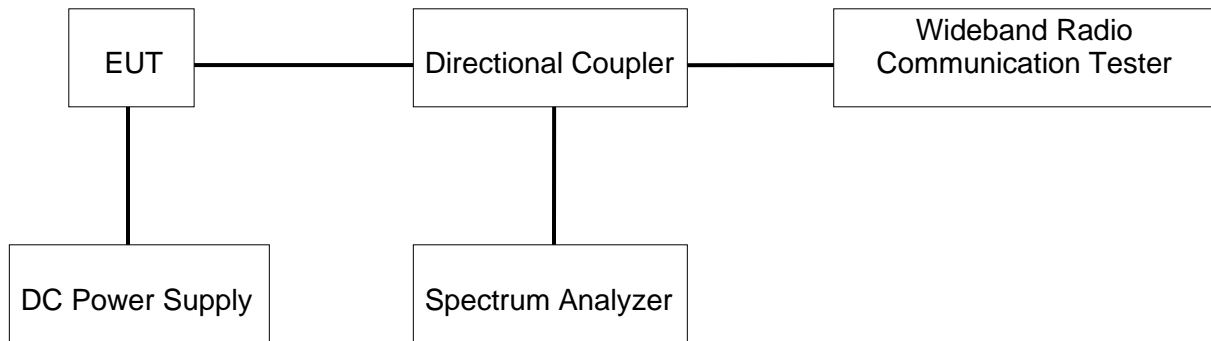 EUT
Directional Coupler
Wideband Radio
Communication Tester
DC Power Supply
Spectrum Analyzer